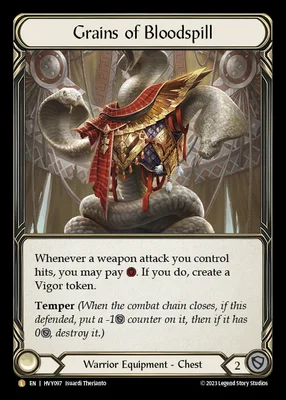 Grains of Bloodspill
Whenever a weapon attack you control
hits, you may pay . If you do, create a
Vigor token.
Temper (When the combat chain closes, if this
defended, put a -1 counter on it, then if it has
0, destroy it.)
Warrior Equipment - Chest
2
L EN | HVY097 Isuardi Therianto
© 2023 Legend Story Studios